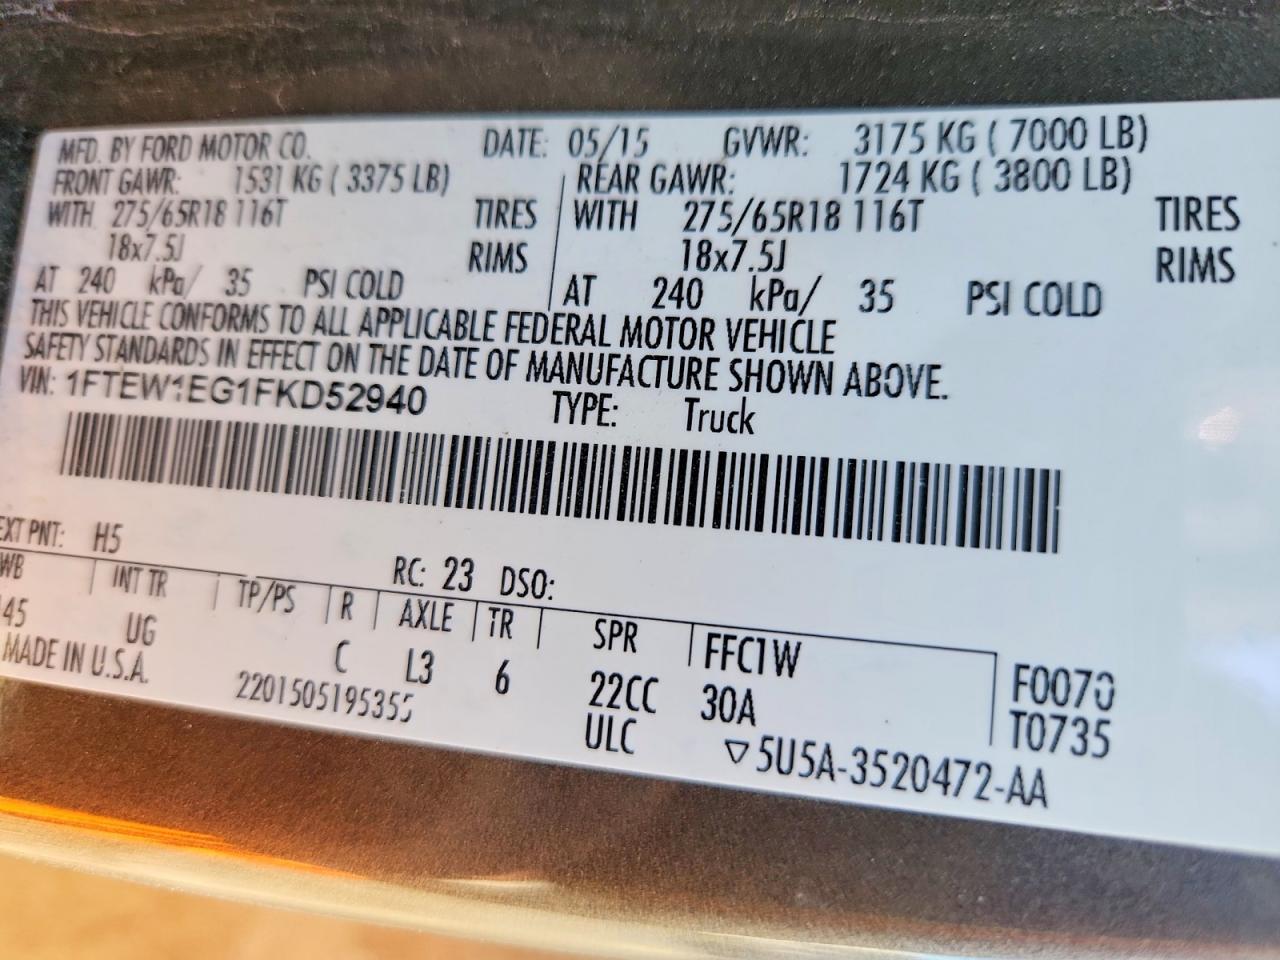 MFD. BY FORD MOTOR CO. DATE: 05/15 GVWR: 3175 KG ( 7000 LB)
FRONT GAWR: 1531 KG ( 3375 LB) REAR GAWR: 1724 KG ( 3800 LB)
WITH 275/65R18 116T TIRES WITH 275/65R18 116T TIRES
18x7.5J RIMS 18x7.5J RIMS
AT 240 kPa/ 35 PSI COLD AT 240 kPa/ 35 PSI COLD
THIS VEHICLE CONFORMS TO ALL APPLICABLE FEDERAL MOTOR VEHICLE
SAFETY STANDARDS IN EFFECT ON THE DATE OF MANUFACTURE SHOWN ABOVE.
VIN: 1FTEW1EG1FKD52940 TYPE: Truck
EXT PNT: H5 RC: 23 DSO:
WB INT TR TP/PS R AXLE TR SPR FFC1W F0070
145 UG C L3 6 22CC 30A T0735
MADE IN U.S.A. 2201505195355 ULC ▽5U5A-3520472-AA